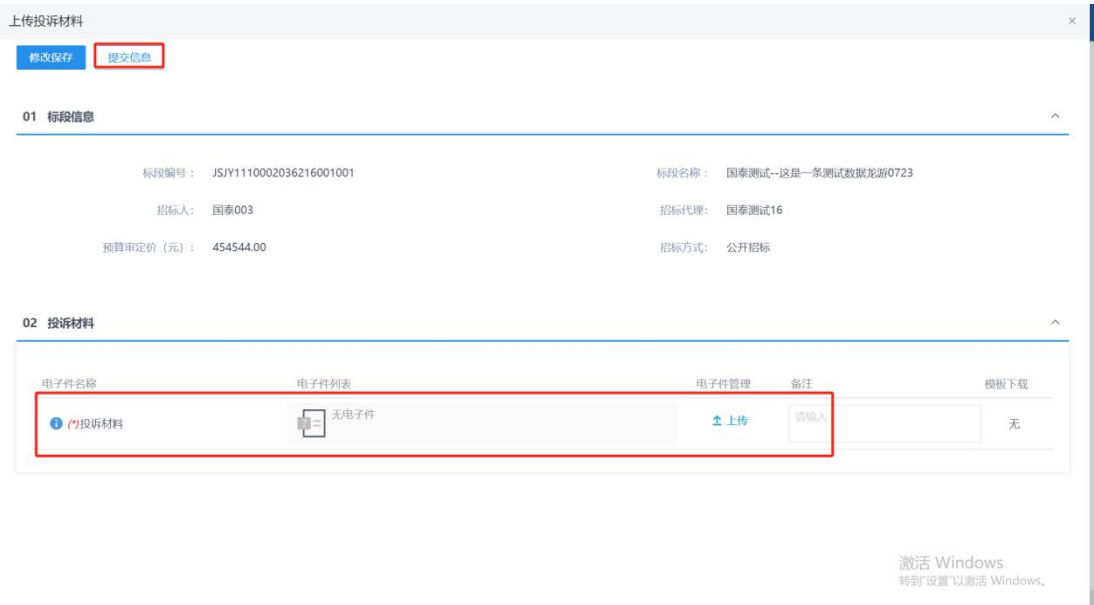 上传投诉材料 ×
修改保存 提交信息
01 标段信息
标段编号： JSJY1110002036216001001 标段名称： 国泰测试--这是一条测试数据龙游0723
招标人： 国泰003 招标代理： 国泰测试16
预算审定价（元）： 454544.00 招标方式： 公开招标
02 投诉材料
电子件名称 电子件列表 电子件管理 备注 模板下载
(*)投诉材料 无电子件 上传 请输入 无
激活 Windows
转到"设置"以激活 Windows。